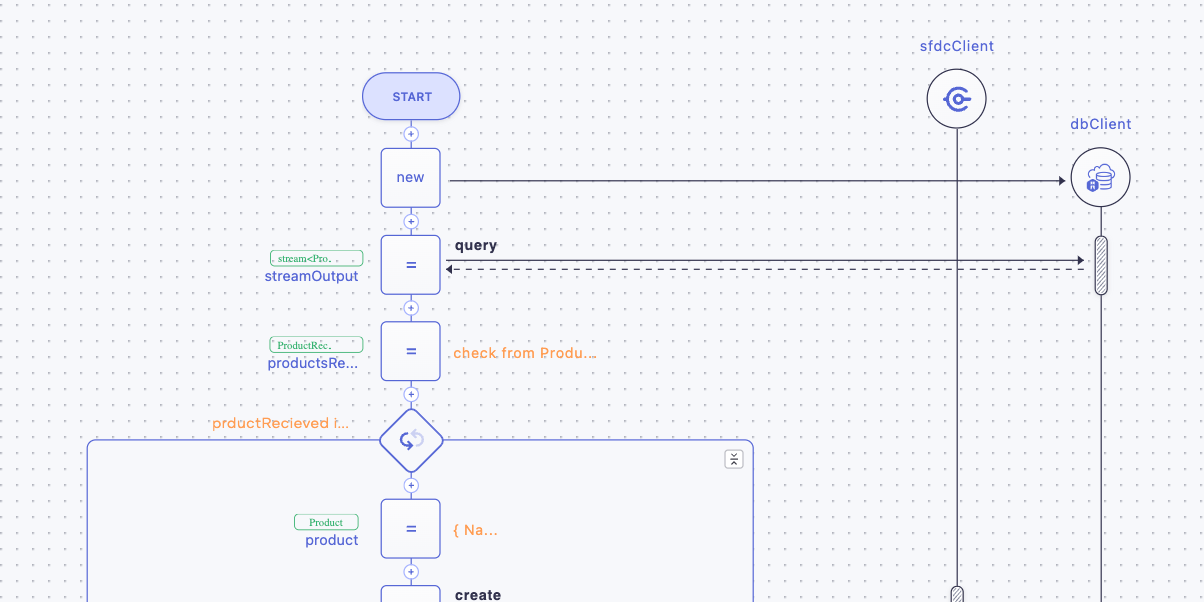 sfdcClient
START
dbClient
new
query
stream<Pro.
streamOutput
=
ProductRec.
productsRe...
=
check from Produ...
prductRecieved i...
Product
product
=
{ Na...
create